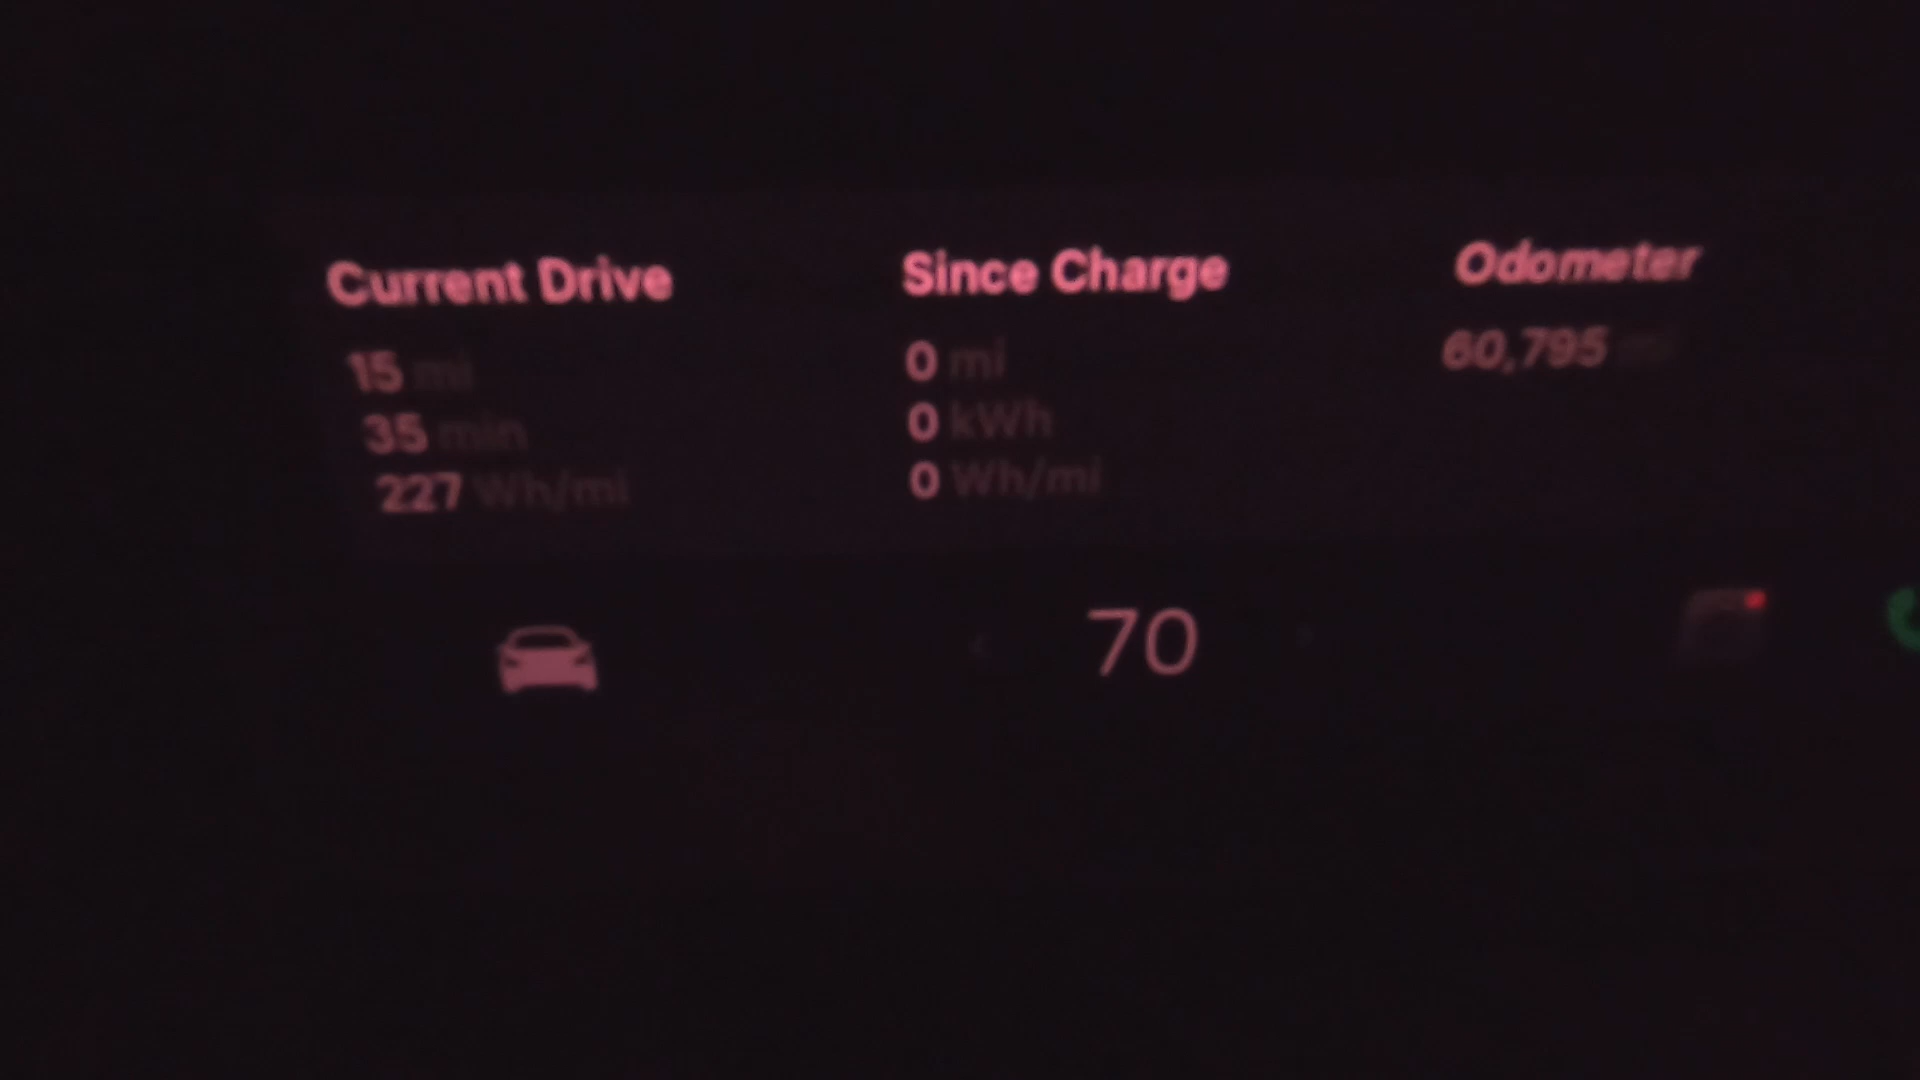 Current Drive
15 mi
35 min
227 Wh/mi
Since Charge
0 mi
0 kWh
0 Wh/mi
Odometer
60,795 mi
70